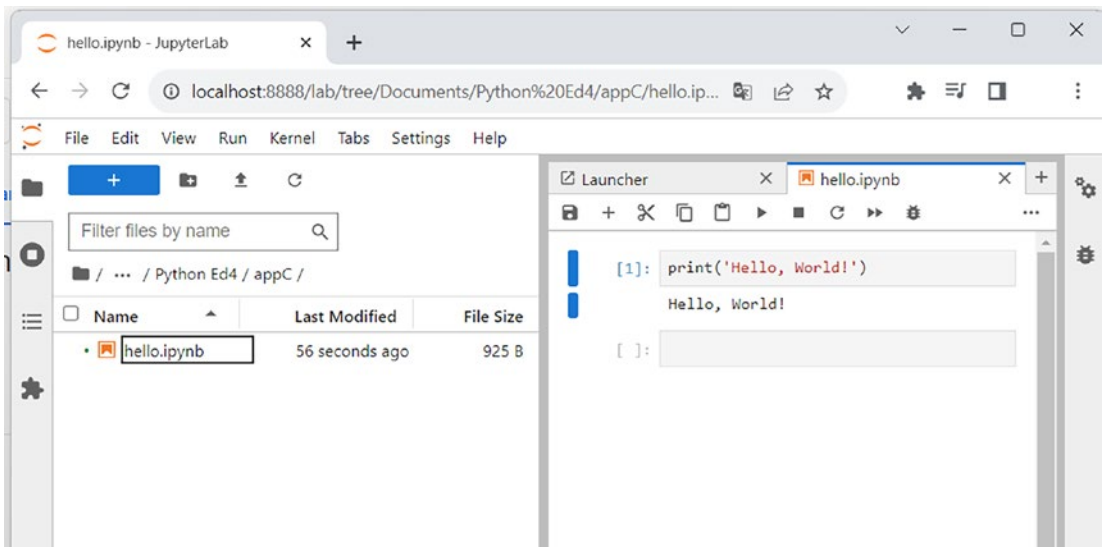 hello.ipynb - JupyterLab
localhost:8888/lab/tree/Documents/Python%20Ed4/appC/hello.ip...
File Edit View Run Kernel Tabs Settings Help
Filter files by name
/ ... / Python Ed4 / appC /
Name Last Modified File Size
hello.ipynb 56 seconds ago 925 B
Launcher hello.ipynb
[1]: print('Hello, World!')
Hello, World!
[ ]: